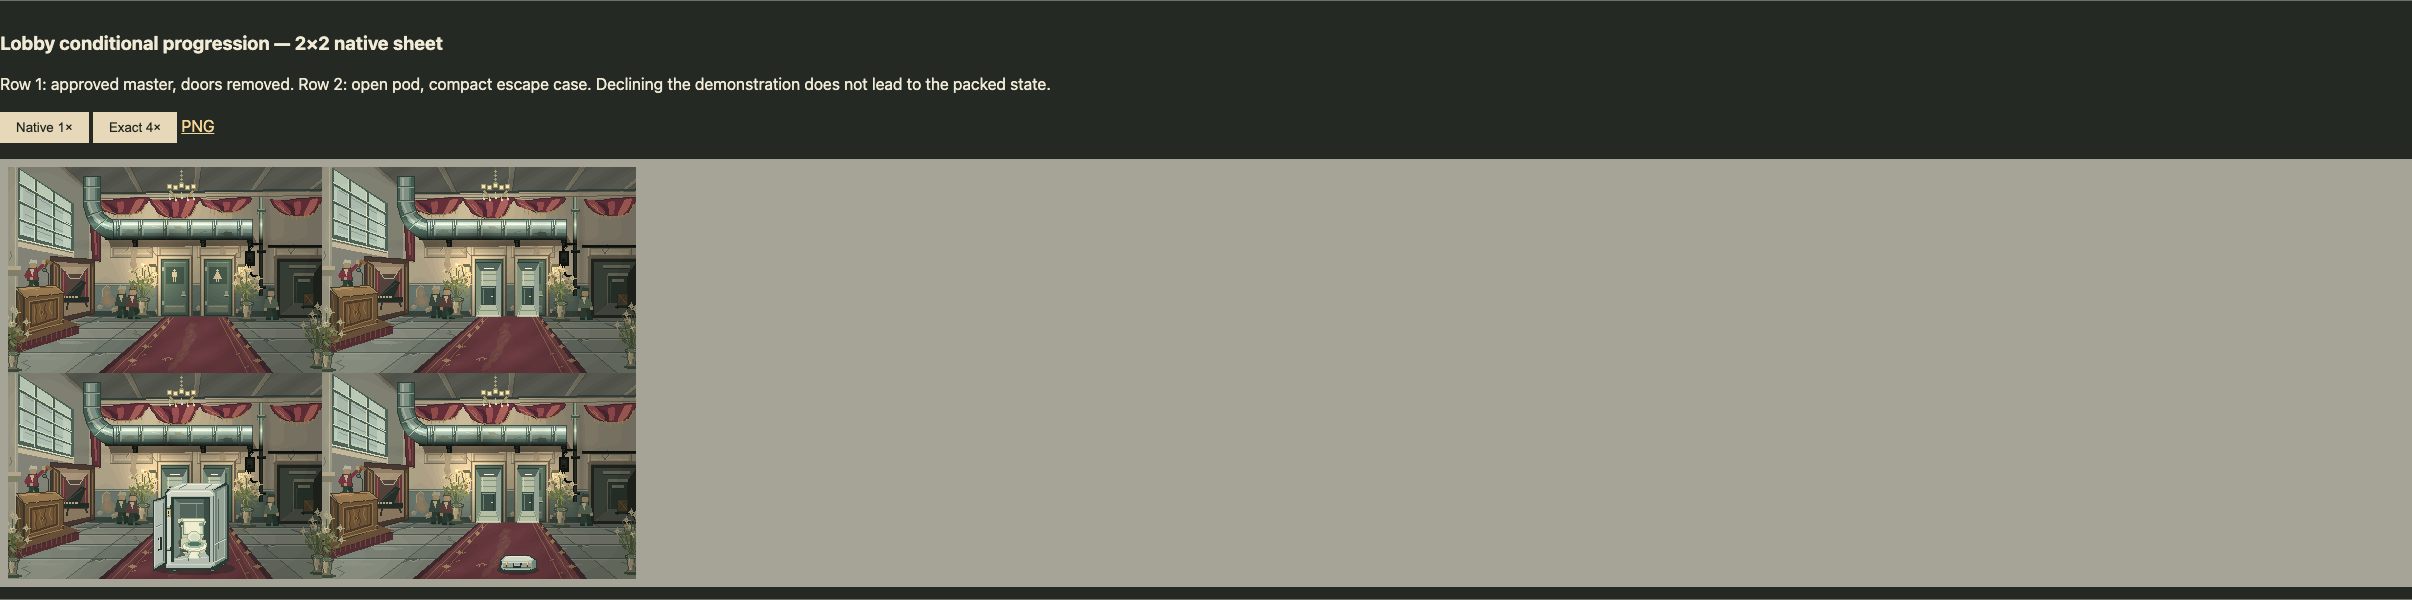 Lobby conditional progression — 2×2 native sheet
Row 1: approved master, doors removed. Row 2: open pod, compact escape case. Declining the demonstration does not lead to the packed state.
Native 1× Exact 4× PNG